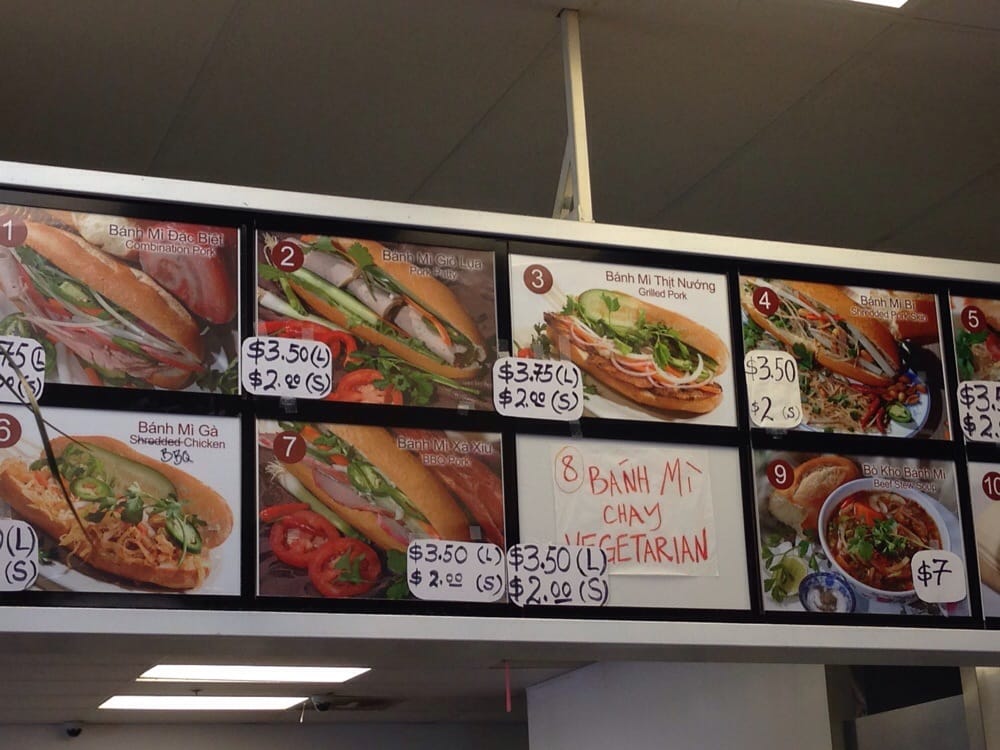 1
Bánh Mì Đặc Biệt
Combination Pork
2
Bánh Mì Giò Lụa
Pork Patty
$3.50 (L)
$2.00 (S)
3
Bánh Mì Thịt Nướng
Grilled Pork
$3.75 (L)
$2.00 (S)
4
Bánh Mì Bì
Shredded Pork Skin
$3.50
$2 (S)
5
6
Bánh Mì Gà
Shredded Chicken
BBQ
(L)
(S)
7
Bánh Mì Xá Xíu
BBQ Pork
$3.50 (L)
$2.00 (S)
8 BÁNH MÌ
CHAY
VEGETARIAN
$3.50 (L)
$2.00 (S)
9
Bò Kho Bánh Mì
Beef Stew Soup
$7
10